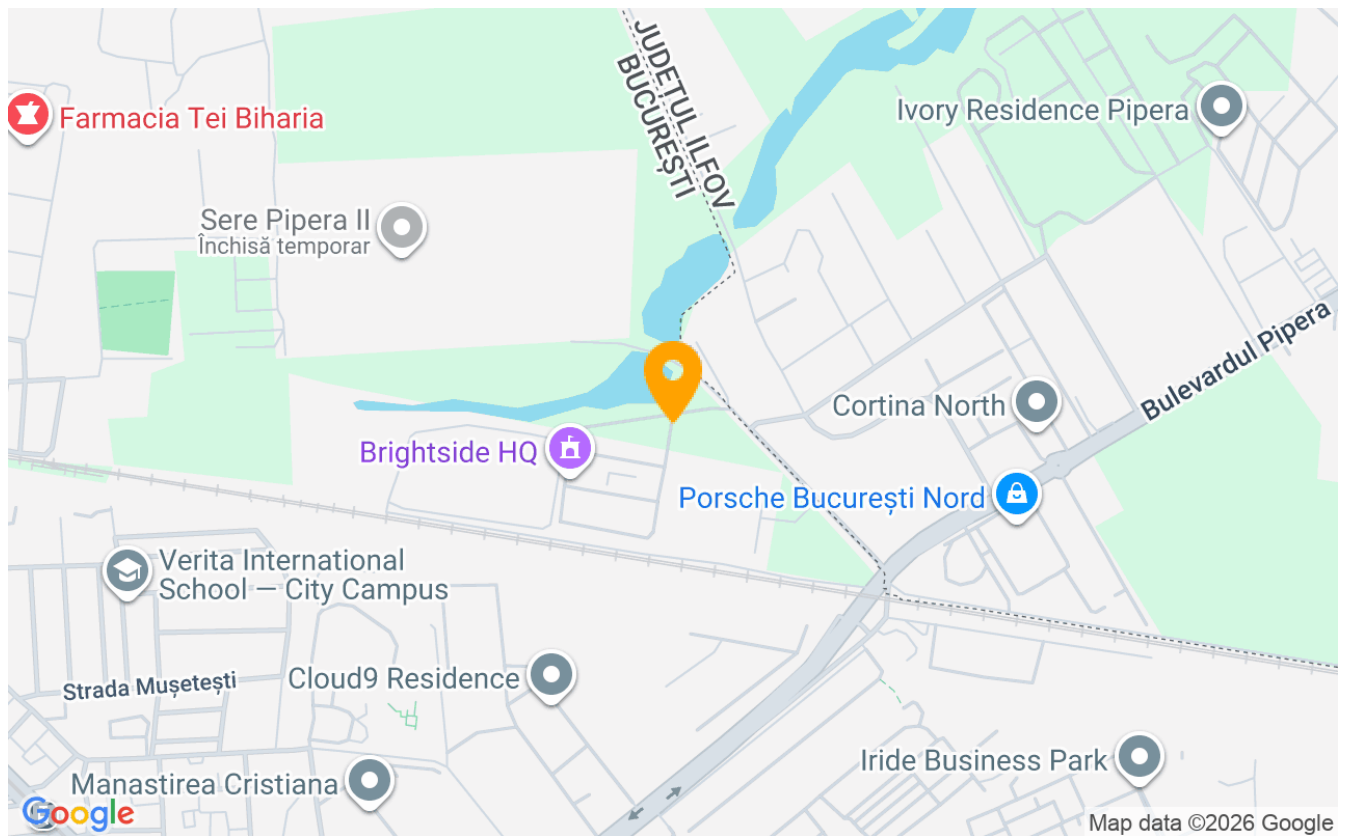 JUDEȚUL ILFOV
BUCUREȘTI
Ivory Residence Pipera
Farmacia Tei Biharia
Sere Pipera II
Închisă temporar
Bulevardul Pipera
Cortina North
Brightside HQ
Porsche București Nord
Verita International
School — City Campus
Cloud9 Residence
Strada Mușetești
Iride Business Park
Manastirea Cristiana
Google
Map data ©2026 Google